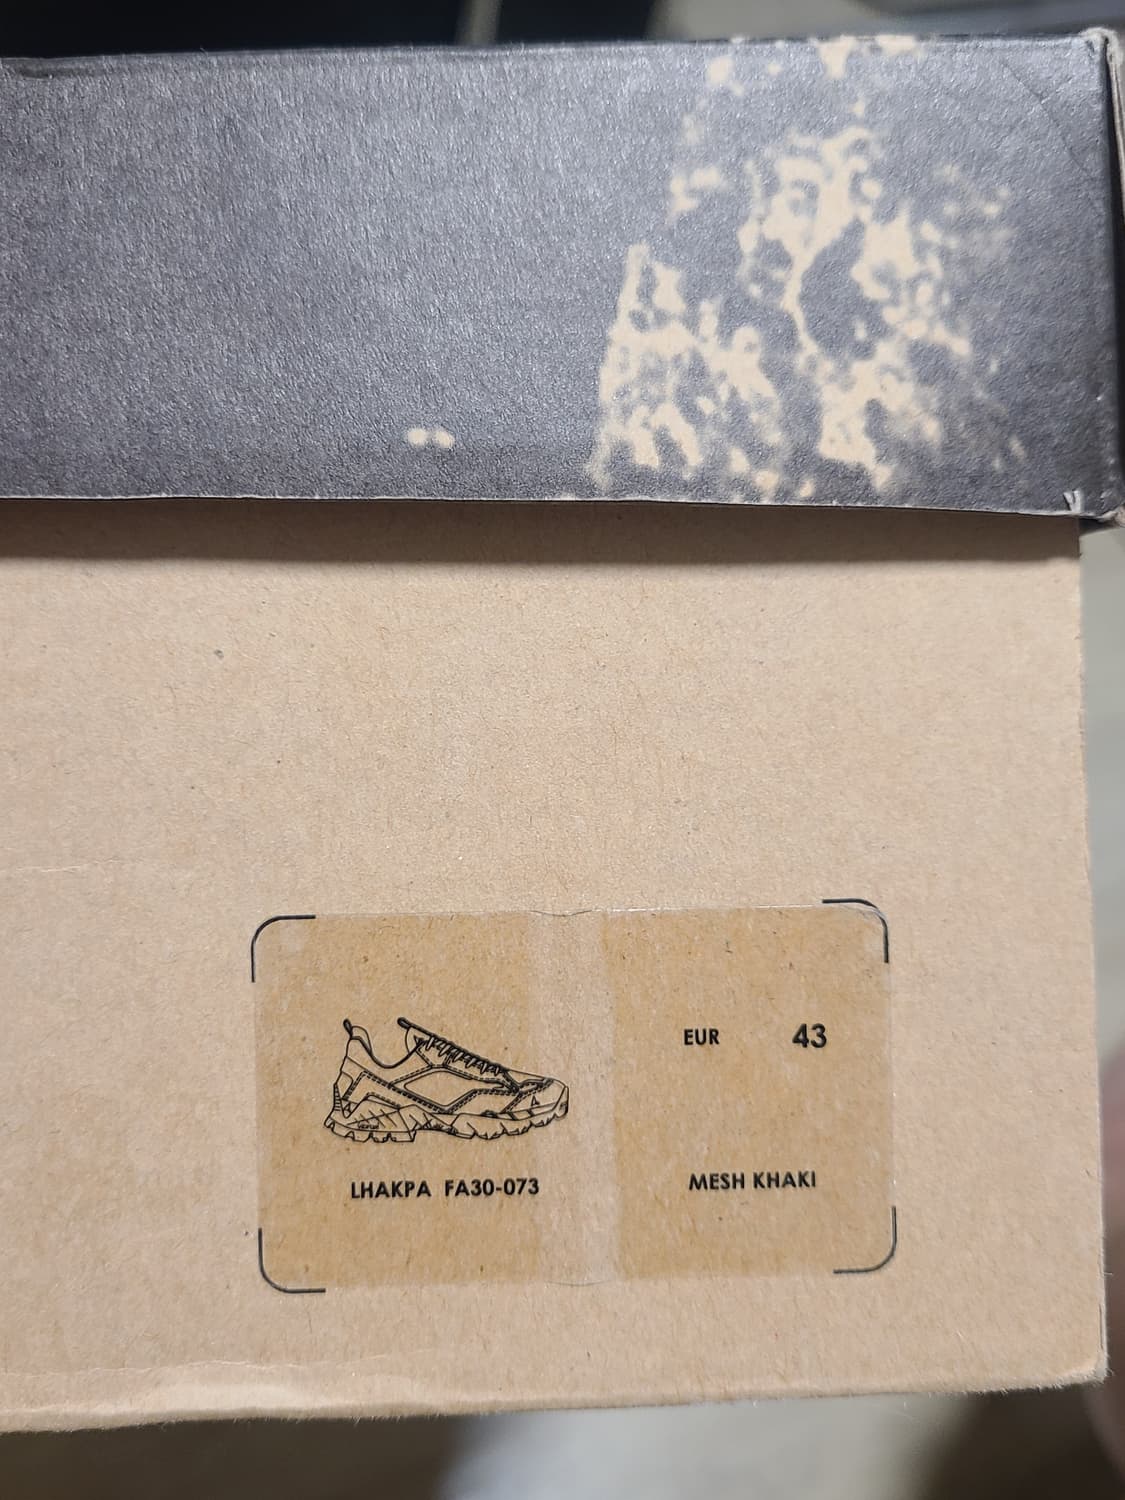 EUR 43
LHAKPA FA30-073
MESH KHAKI